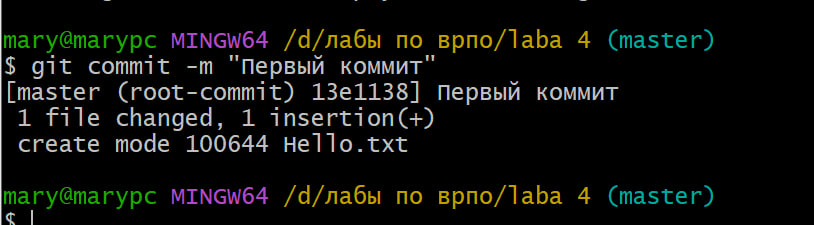 mary@marypc MINGW64 /d/лабы по врпо/laba 4 (master)
$ git commit -m "Первый коммит"
[master (root-commit) 13e1138] Первый коммит
 1 file changed, 1 insertion(+)
 create mode 100644 Hello.txt
mary@marypc MINGW64 /d/лабы по врпо/laba 4 (master)
$